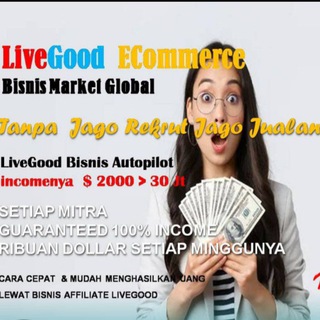 LiveGood ECommerce
Bisnis Market Global
Tanpa Jago Rekrut Jago Jualan
LiveGood Bisnis Autopilot
incomenya > $ 2000 > 30 Jt
SETIAP MITRA
GUARANTEED 100% INCOME
RIBUAN DOLLAR SETIAP MINGGUNYA
CARA CEPAT & MUDAH MENGHASILKAN UANG
LEWAT BISNIS AFFILIATE LIVEGOOD